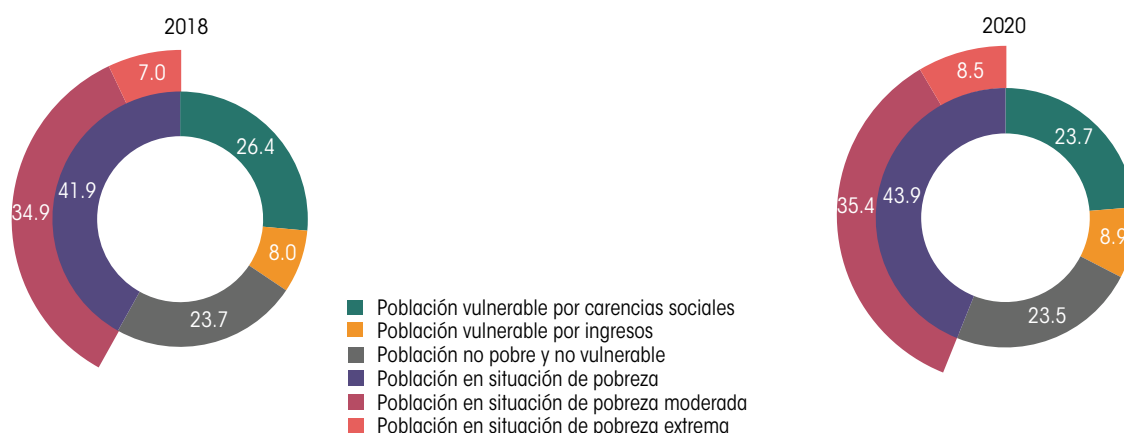 2018
7.0
26.4
41.9
34.9
8.0
23.7
2020
8.5
23.7
43.9
35.4
8.9
23.5
Población vulnerable por carencias sociales
Población vulnerable por ingresos
Población no pobre y no vulnerable
Población en situación de pobreza
Población en situación de pobreza moderada
Población en situación de pobreza extrema